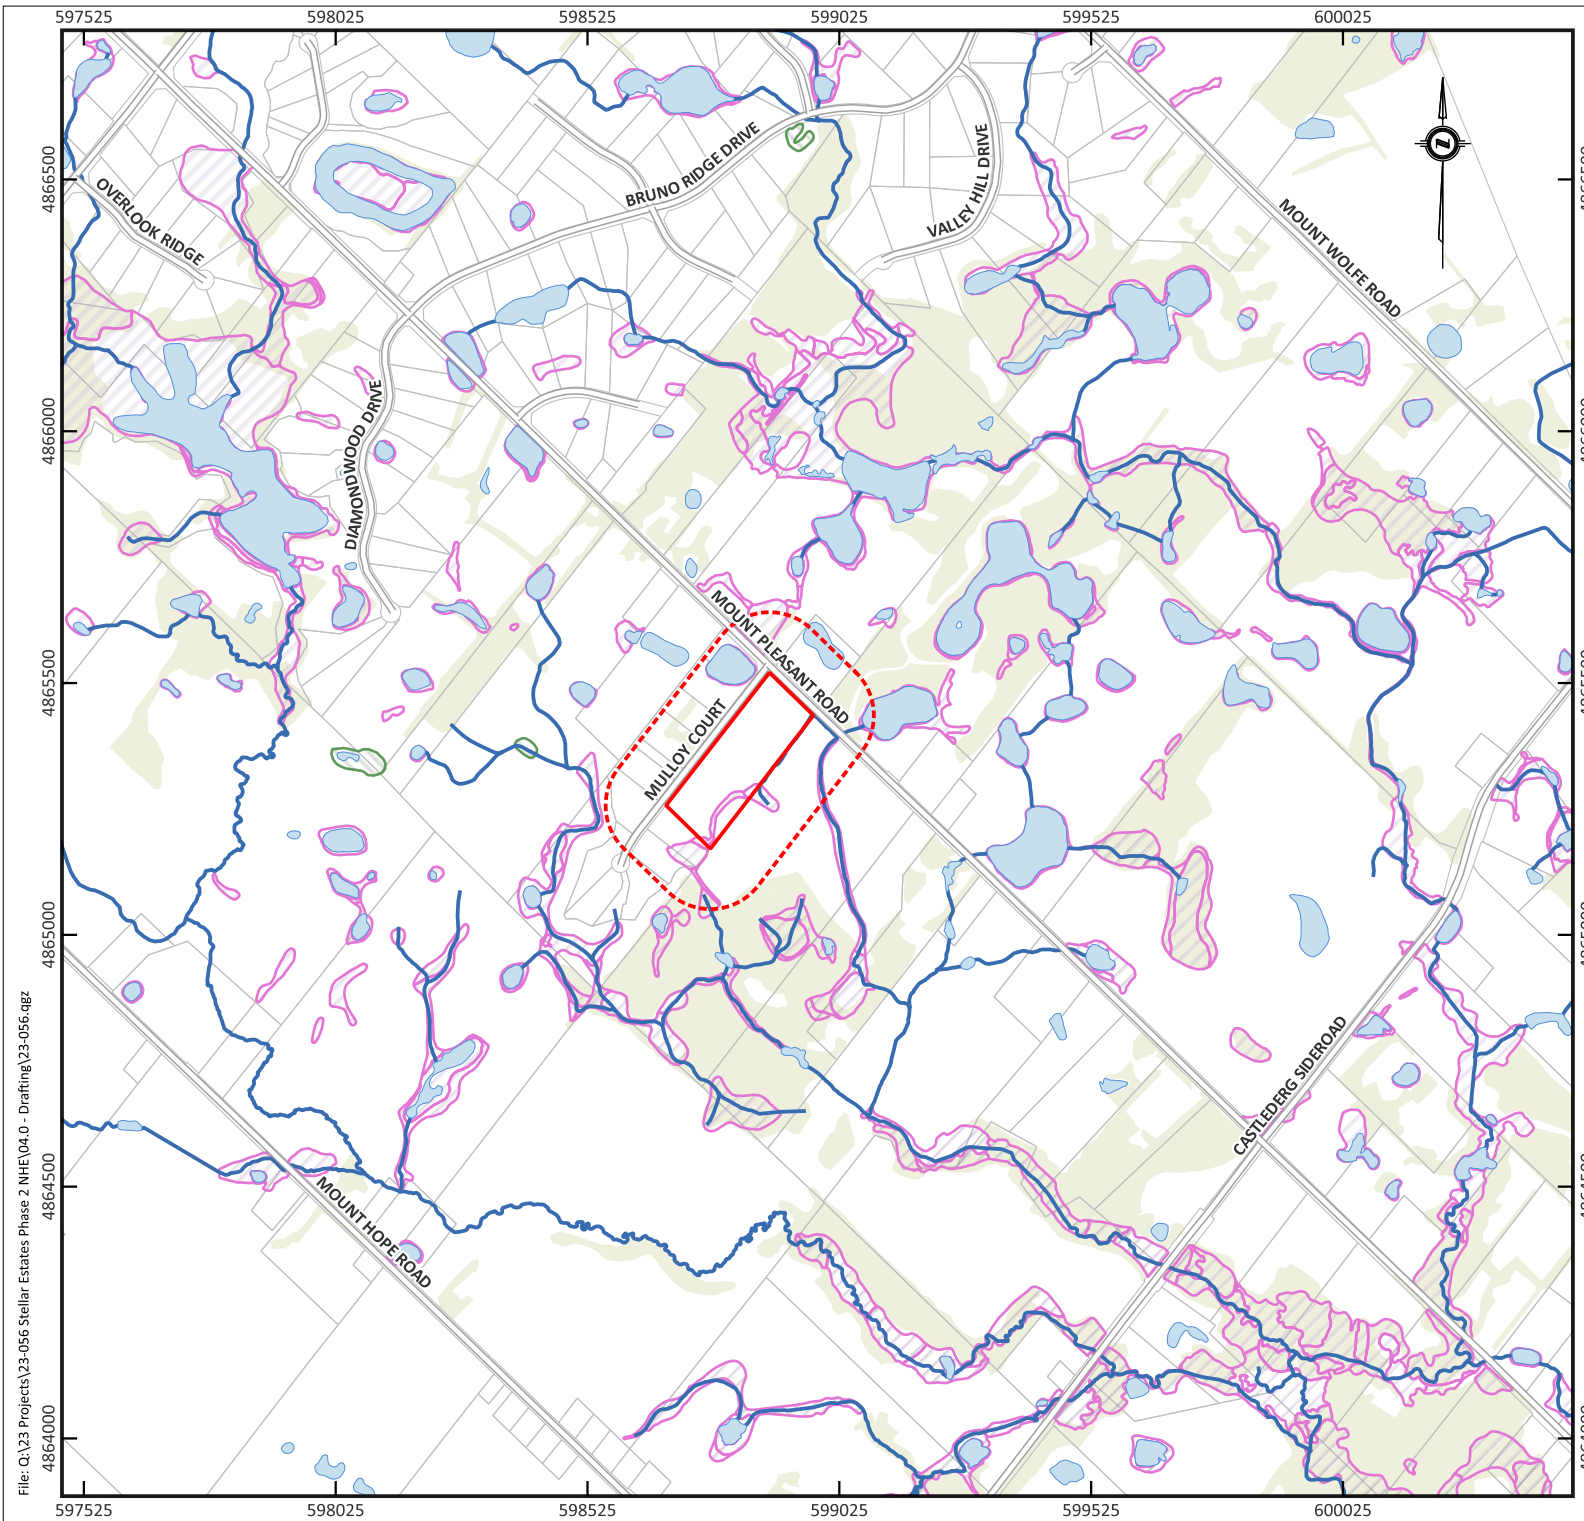 597525
598025
598525
599025
599525
600025
4866500
4866000
4865500
4865000
4864500
4864000
N
OVERLOOK RIDGE
BRUNO RIDGE DRIVE
VALLEY HILL DRIVE
MOUNT WOLFE ROAD
DIAMONDWOOD DRIVE
MOUNT PLEASANT ROAD
MULLOY COURT
CASTLEDERG SIDEROAD
MOUNT HOPE ROAD
File: Q:\23 Projects\23-056 Stellar Estates Phase 2 NHE\04.0 - Drafting\23-056.qgz
597525
598025
598525
599025
599525
600025